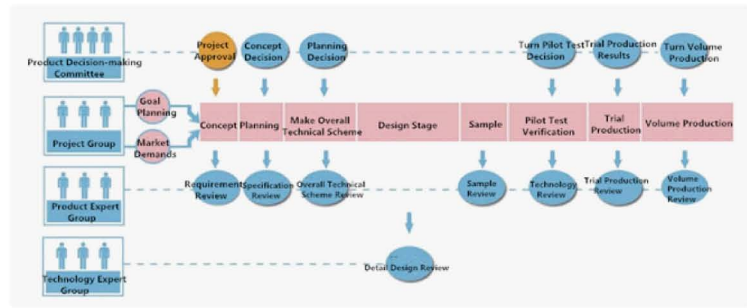 Product Decision-making
Committee
Project
Approval
Concept
Decision
Planning
Decision
Turn Pilot Test
Decision
Trial Production
Results
Turn Volume
Production
Project Group
Goal
Planning
Market
Demands
Concept
Planning
Make Overall
Technical Scheme
Design Stage
Sample
Pilot Test
Verification
Trial
Production
Volume Production
Product Expert
Group
Requirement
Review
Specification
Review
Overall Technical
Scheme Review
Sample
Review
Technology
Review
Trial Production
Review
Volume
Production
Review
Technology Expert
Group
Detail Design Review